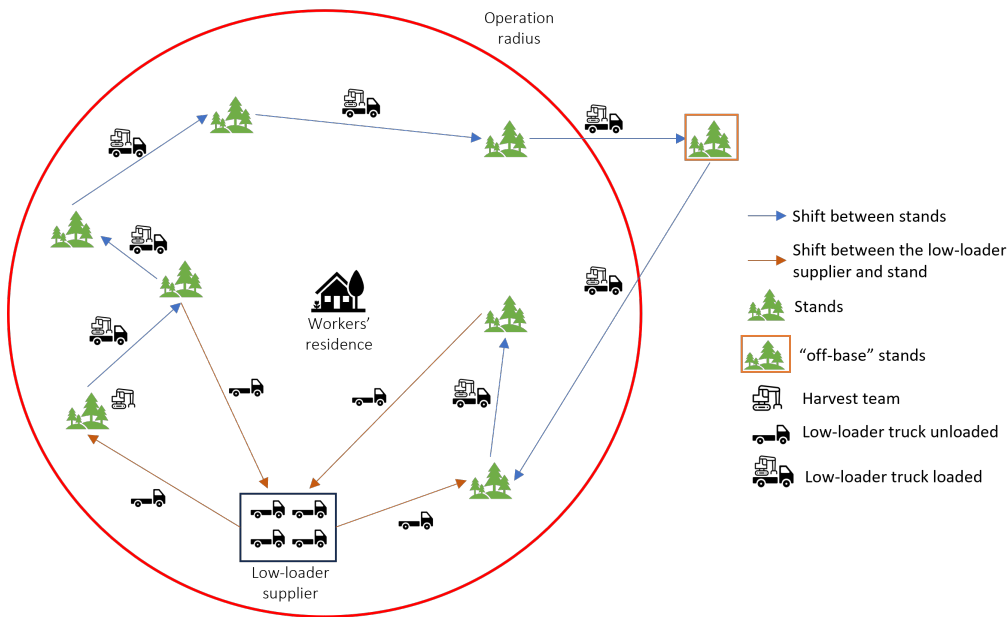 Operation
radius
Workers’
residence
Low-loader
supplier
Shift between stands
Shift between the low-loader
supplier and stand
Stands
“off-base” stands
Harvest team
Low-loader truck unloaded
Low-loader truck loaded